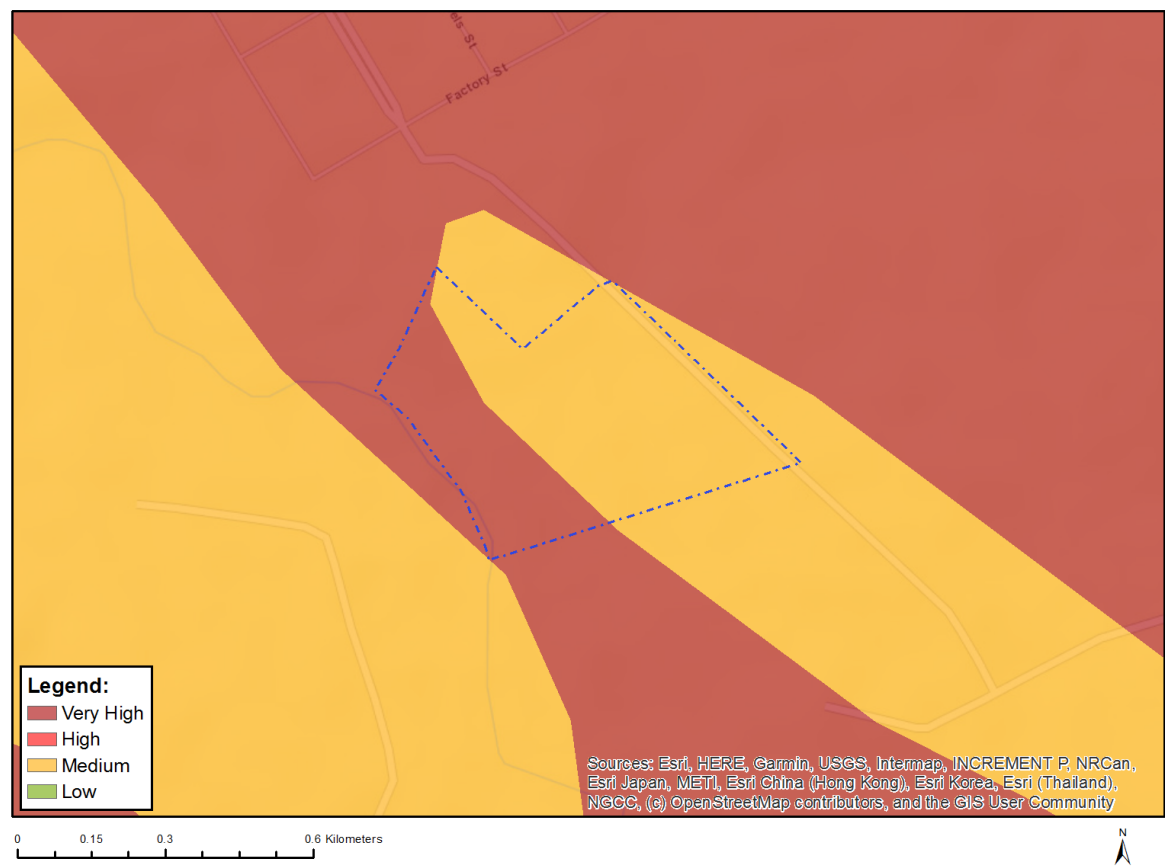 els St
Factory St
Legend:
Very High
High
Medium
Low
Sources: Esri, HERE, Garmin, USGS, Intermap, INCREMENT P, NRCan,
Esri Japan, METI, Esri China (Hong Kong), Esri Korea, Esri (Thailand),
NGCC, (c) OpenStreetMap contributors, and the GIS User Community
0 0.15 0.3 0.6 Kilometers
N